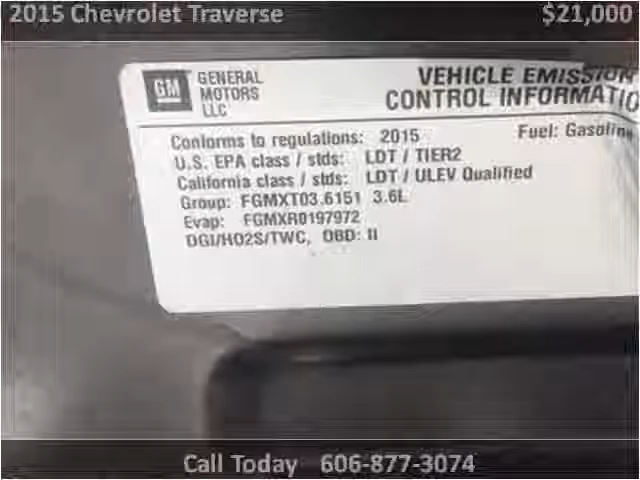 2015 Chevrolet Traverse $21,000
GM GENERAL MOTORS LLC
VEHICLE EMISSION
CONTROL INFORMATIO
Conforms to regulations: 2015 Fuel: Gasoline
U.S. EPA class / stds: LDT / TIER2
California class / stds: LDT / ULEV Qualified
Group: FGMXT03.6151 3.6L
Evap: FGMXR0197972
DGI/HO2S/TWC, OBD: II
Call Today 606-877-3074